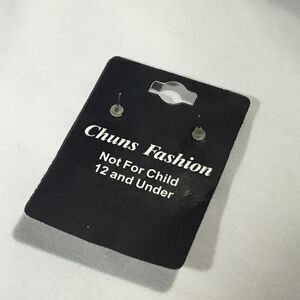 Chuns Fashion
Not For Child
12 and Under